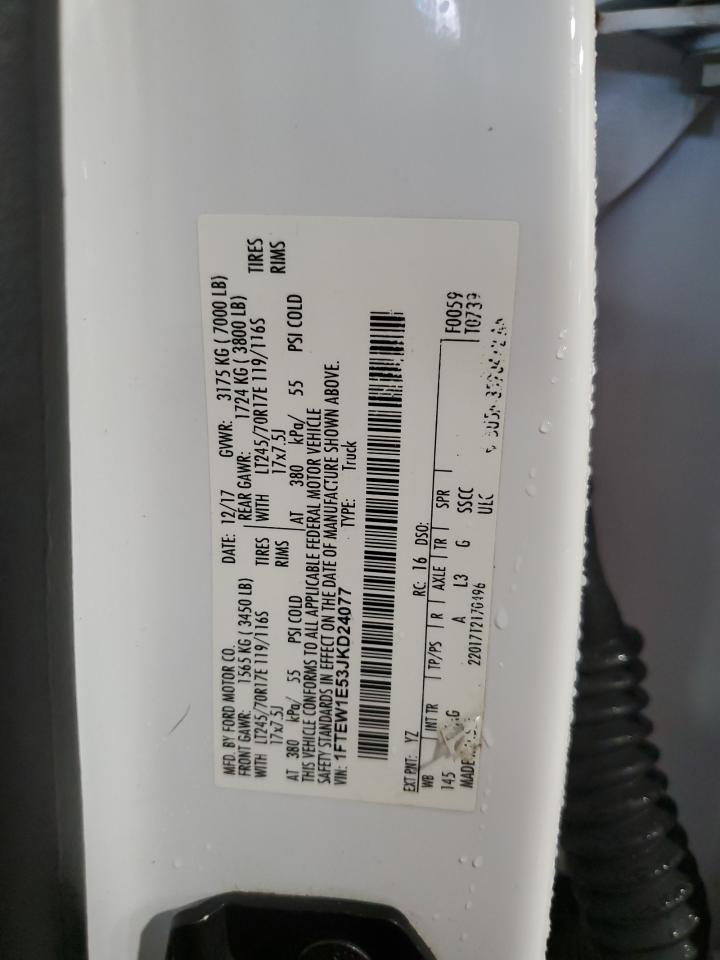 MFD. BY FORD MOTOR CO.
DATE: 12/17 GVWR: 3175 KG ( 7000 LB)
FRONT GAWR: 1565 KG ( 3450 LB) REAR GAWR: 1724 KG ( 3800 LB)
WITH LT245/70R17E 119/116S TIRES WITH LT245/70R17E 119/116S TIRES
17x7.5J RIMS 17x7.5J RIMS
AT 380 kPa/ 55 PSI COLD AT 380 kPa/ 55 PSI COLD
THIS VEHICLE CONFORMS TO ALL APPLICABLE FEDERAL MOTOR VEHICLE
SAFETY STANDARDS IN EFFECT ON THE DATE OF MANUFACTURE SHOWN ABOVE.
VIN: 1FTEW1E53JKD24077 TYPE: Truck
EXT PNT: YZ RC: 16 DSO: F0059
WB INT TR TP/PS R AXLE TR SPR T0739
145 G A L3 G SSCC
MADE 2201712170496 ULC